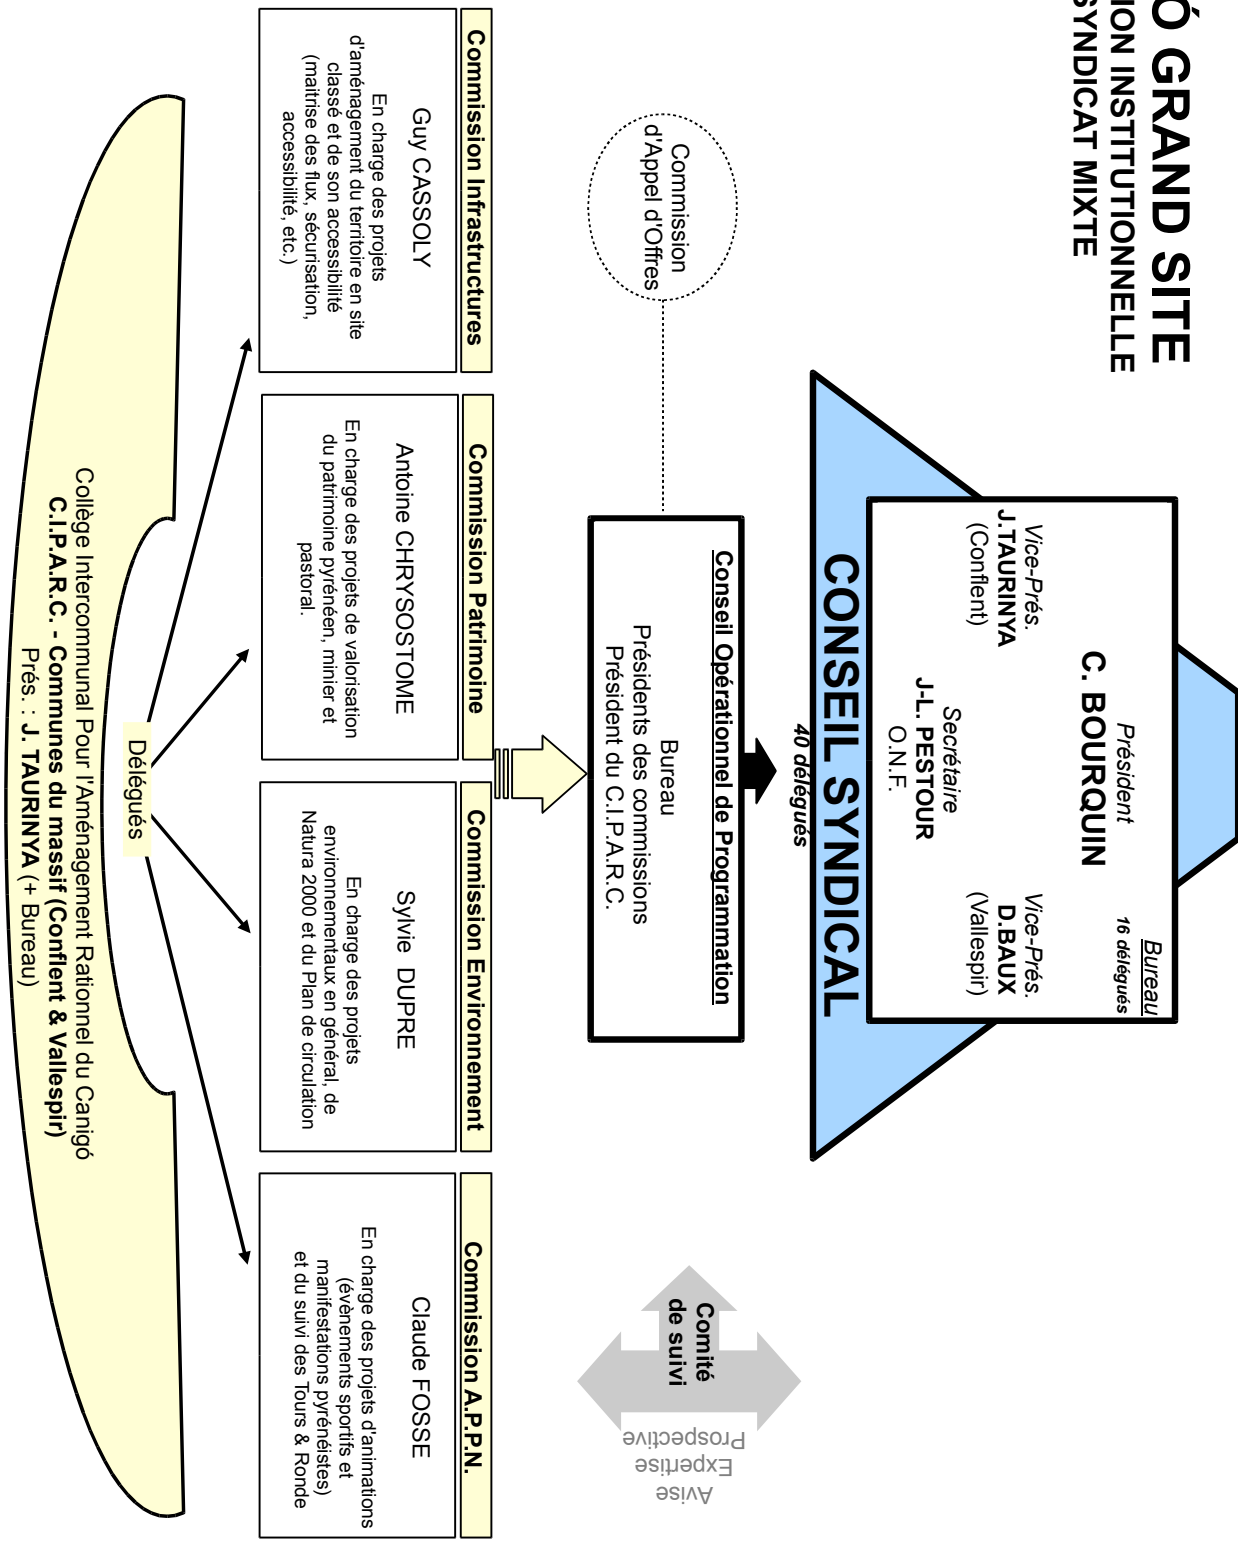 Ó GRAND SITE
ION INSTITUTIONNELLE
SYNDICAT MIXTE
Bureau
16 délégués
Président
C. BOURQUIN
Vice-Prés.
J.TAURINYA
(Conflent)
Vice-Prés.
D.BAUX
(Vallespir)
Secrétaire
J-L. PESTOUR
O.N.F.
CONSEIL SYNDICAL
40 délégués
Commission
d'Appel d'Offres
Conseil Opérationnel de Programmation
Bureau
Présidents des commissions
Président du C.I.P.A.R.C.
Comité
de suivi
Prospective
Expertise
Avise
Commission Infrastructures
Guy CASSOLY
En charge des projets
d'aménagement du territoire en site
classé et de son accessibilité
(maitrise des flux, sécurisation,
accessibilité, etc.)
Commission Patrimoine
Antoine CHRYSOSTOME
En charge des projets de valorisation
du patrimoine pyrénéen, minier et
pastoral.
Commission Environnement
Sylvie DUPRE
En charge des projets
environnementaux en général, de
Natura 2000 et du Plan de circulation
Commission A.P.P.N.
Claude FOSSE
En charge des projets d'animations
(évènements sportifs et
manifestations pyrénéistes)
et du suivi des Tours & Ronde
Délégués
Collège Intercommunal Pour l'Aménagement Rationnel du Canigó
C.I.P.A.R.C. - Communes du massif (Conflent & Vallespir)
Prés. : J. TAURINYA (+ Bureau)